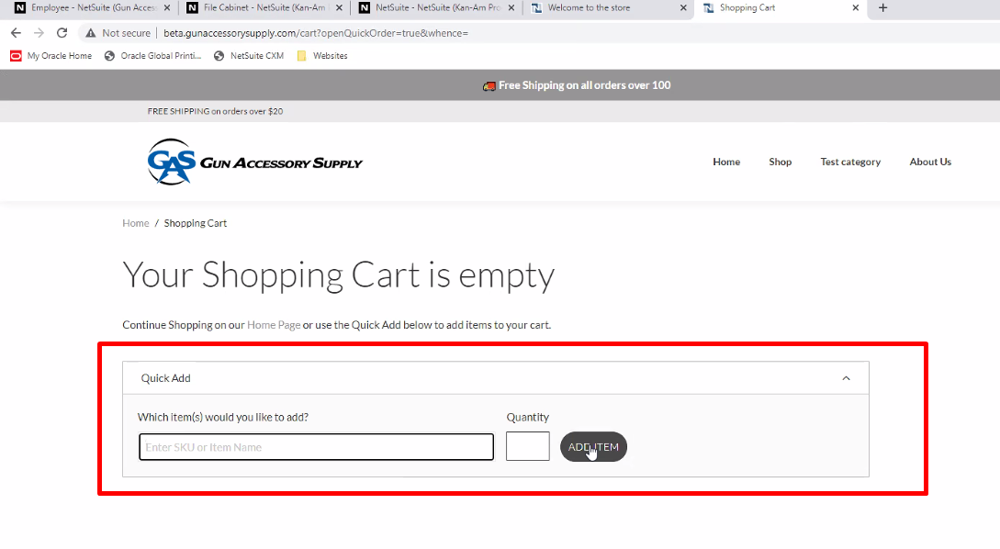 Employee - NetSuite (Gun Acces
File Cabinet - NetSuite (Kan-Am
NetSuite - NetSuite (Kan-Am Pro
Welcome to the store
Shopping Cart
Not secure | beta.gunaccessorysupply.com/cart?openQuickOrder=true&whence=
My Oracle Home
Oracle Global Printi...
NetSuite CXM
Websites
Free Shipping on all orders over 100
FREE SHIPPING on orders over $20
GAS GUN ACCESSORY SUPPLY
Home
Shop
Test category
About Us
Home / Shopping Cart
Your Shopping Cart is empty
Continue Shopping on our Home Page or use the Quick Add below to add items to your cart.
Quick Add
Which item(s) would you like to add?
Quantity
Enter SKU or Item Name
ADD ITEM